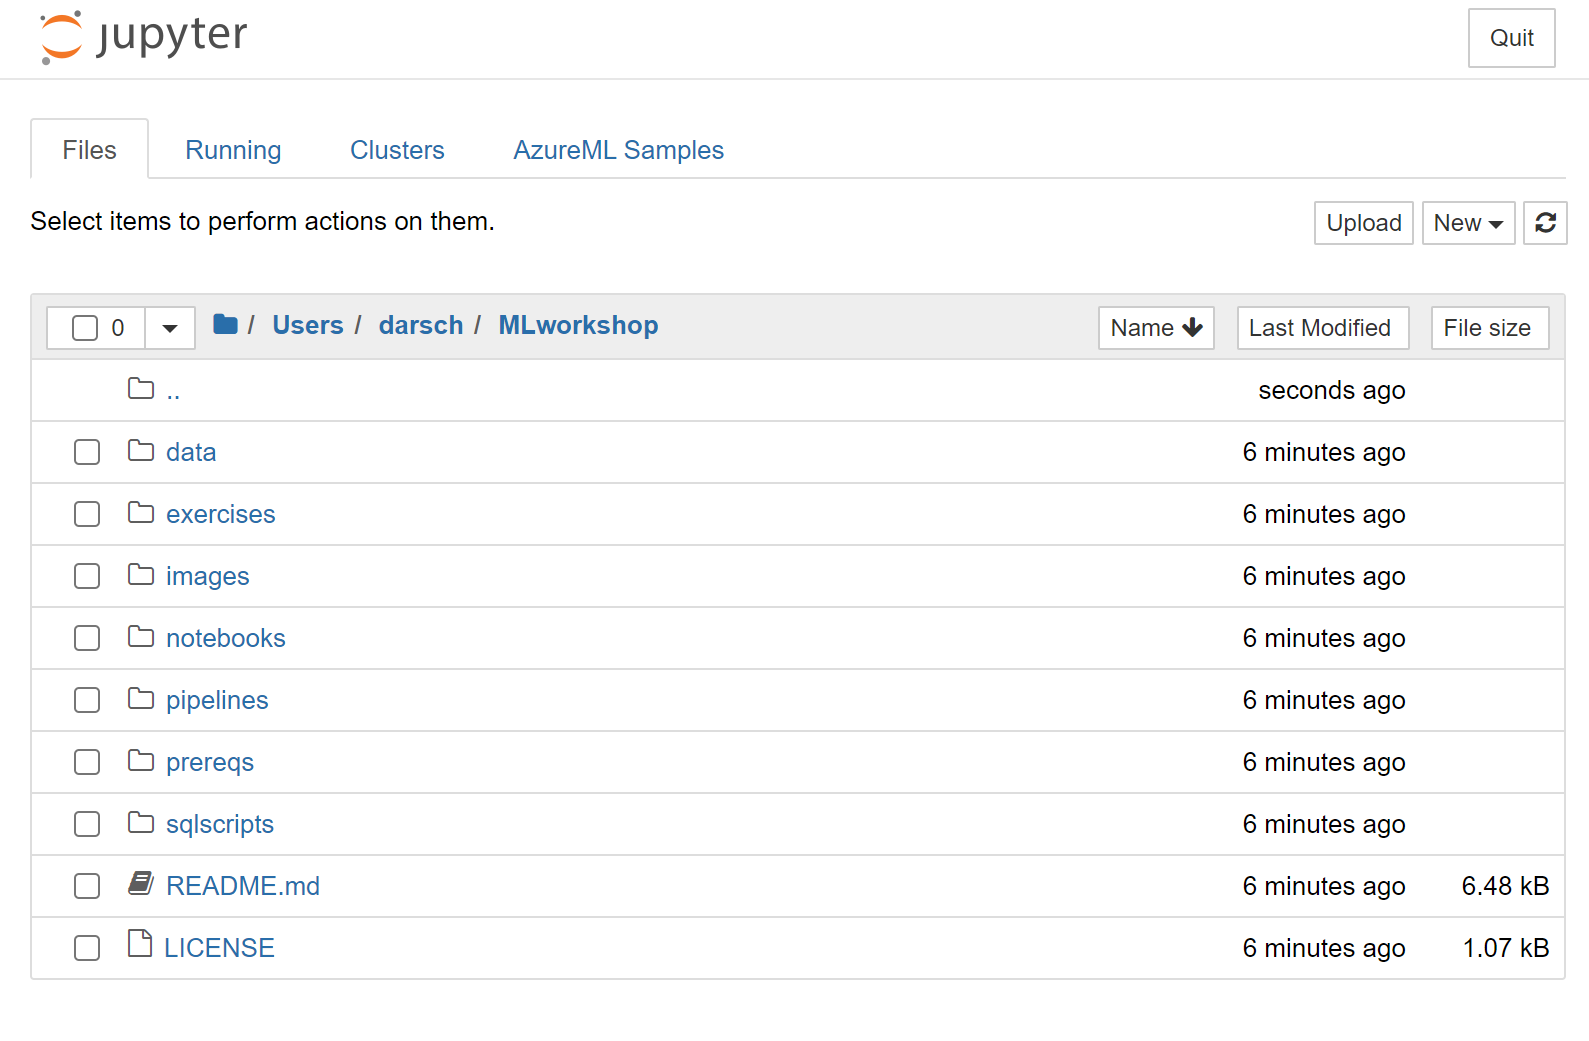 jupyter
Quit
Files Running Clusters AzureML Samples
Select items to perform actions on them.
Upload New
0 / Users / darsch / MLworkshop Name Last Modified File size
.. seconds ago
data 6 minutes ago
exercises 6 minutes ago
images 6 minutes ago
notebooks 6 minutes ago
pipelines 6 minutes ago
prereqs 6 minutes ago
sqlscripts 6 minutes ago
README.md 6 minutes ago 6.48 kB
LICENSE 6 minutes ago 1.07 kB